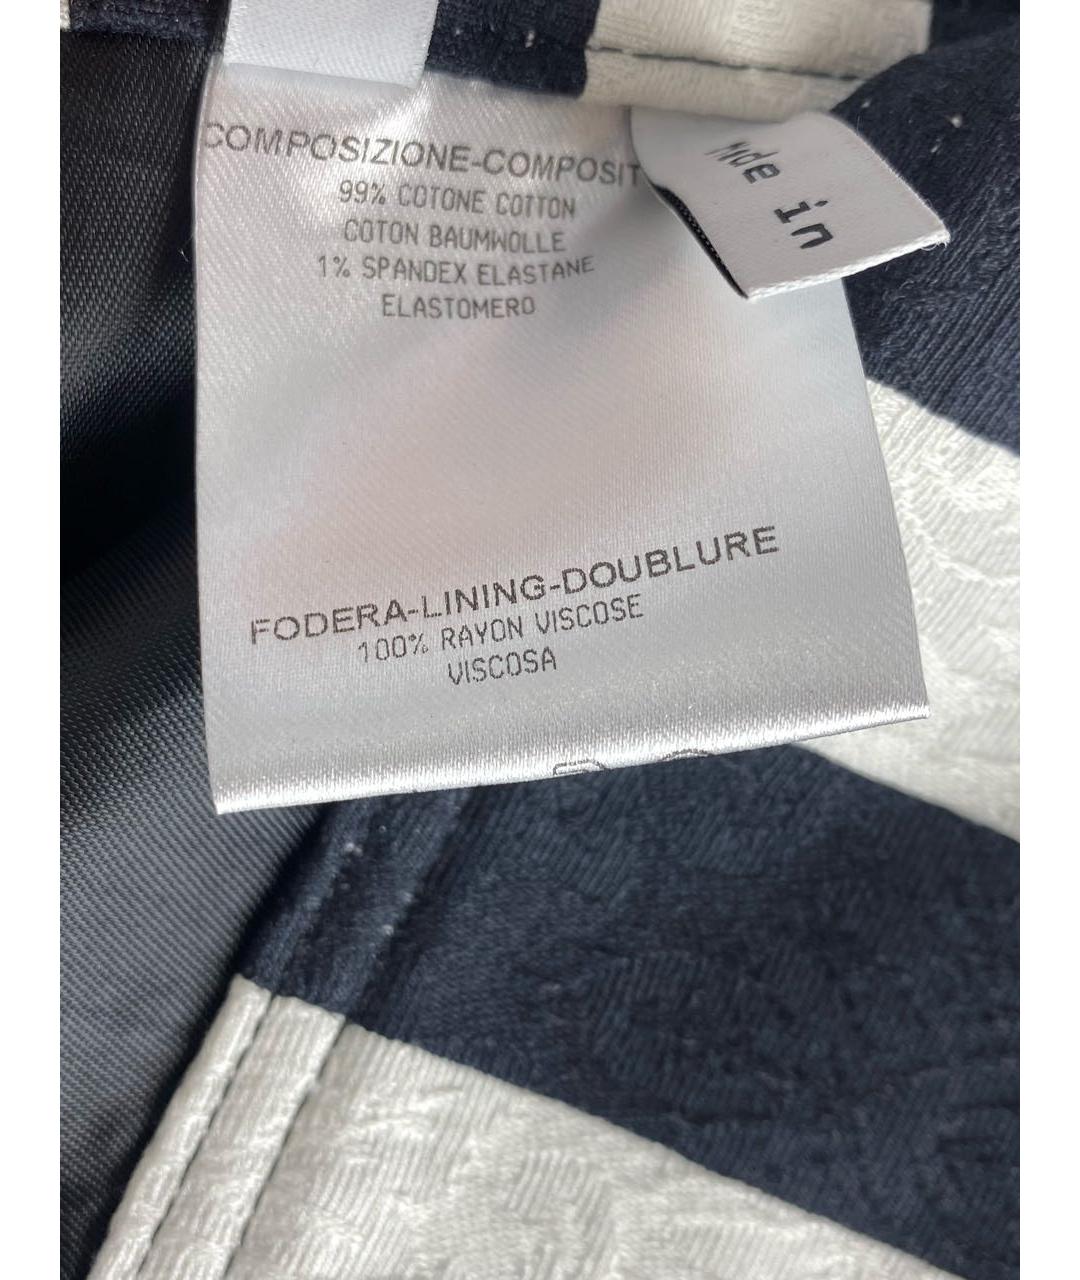 COMPOSIZIONE-COMPOSIT
99% COTONE COTTON
COTON BAUMWOLLE
1% SPANDEX ELASTANE
ELASTOMERO
Made in
FODERA-LINING-DOUBLURE
100% RAYON VISCOSE
VISCOSA